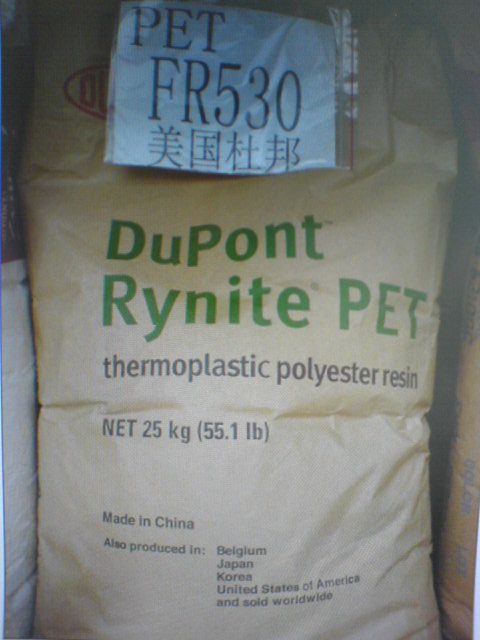 PET
FR530
美国杜邦
DuPont™
Rynite® PET
thermoplastic polyester resin
NET 25 kg (55.1 lb)
Made in China
Also produced in: Belgium
Japan
Korea
United States of America
and sold worldwide